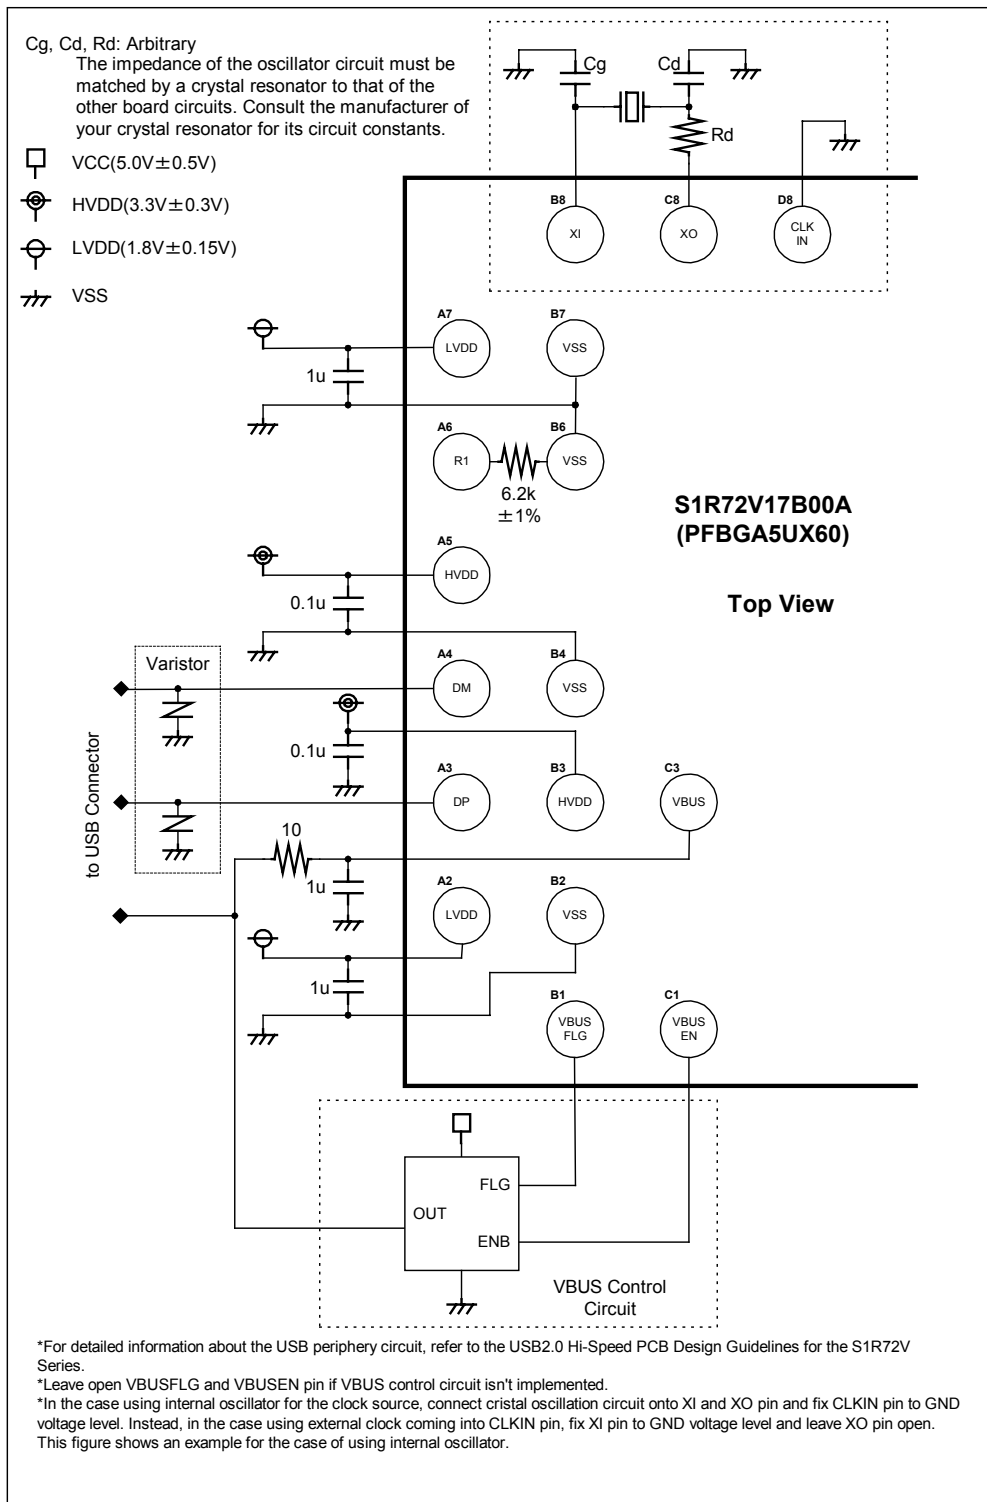 Cg, Cd, Rd: Arbitrary
The impedance of the oscillator circuit must be
matched by a crystal resonator to that of the
other board circuits. Consult the manufacturer of
your crystal resonator for its circuit constants.
VCC(5.0V±0.5V)
HVDD(3.3V±0.3V)
LVDD(1.8V±0.15V)
VSS
Cg
Cd
Rd
B8
XI
C8
XO
D8
CLK
IN
A7
LVDD
B7
VSS
1u
A6
R1
6.2k
±1%
B6
VSS
S1R72V17B00A
(PFBGA5UX60)
Top View
A5
HVDD
0.1u
Varistor
A4
DM
B4
VSS
to USB Connector
0.1u
A3
DP
B3
HVDD
C3
VBUS
10
1u
A2
LVDD
B2
VSS
1u
B1
VBUS
FLG
C1
VBUS
EN
FLG
OUT
ENB
VBUS Control
Circuit
*For detailed information about the USB periphery circuit, refer to the USB2.0 Hi-Speed PCB Design Guidelines for the S1R72V
Series.
*Leave open VBUSFLG and VBUSEN pin if VBUS control circuit isn't implemented.
*In the case using internal oscillator for the clock source, connect cristal oscillation circuit onto XI and XO pin and fix CLKIN pin to GND
voltage level. Instead, in the case using external clock coming into CLKIN pin, fix XI pin to GND voltage level and leave XO pin open.
This figure shows an example for the case of using internal oscillator.